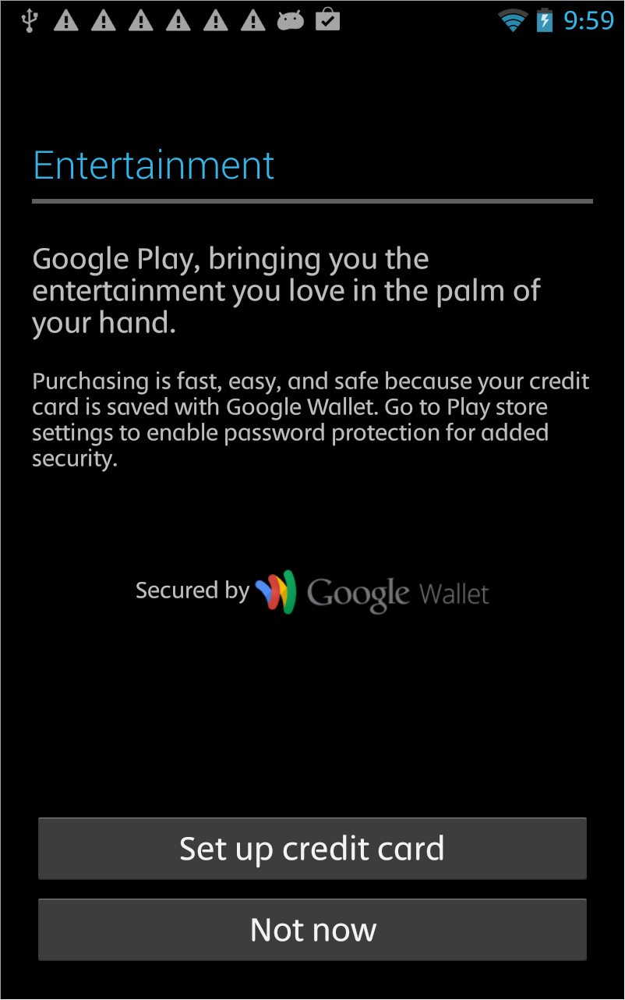 9:59
Entertainment
Google Play, bringing you the
entertainment you love in the palm of
your hand.
Purchasing is fast, easy, and safe because your credit
card is saved with Google Wallet. Go to Play store
settings to enable password protection for added
security.
Secured by Google Wallet
Set up credit card
Not now